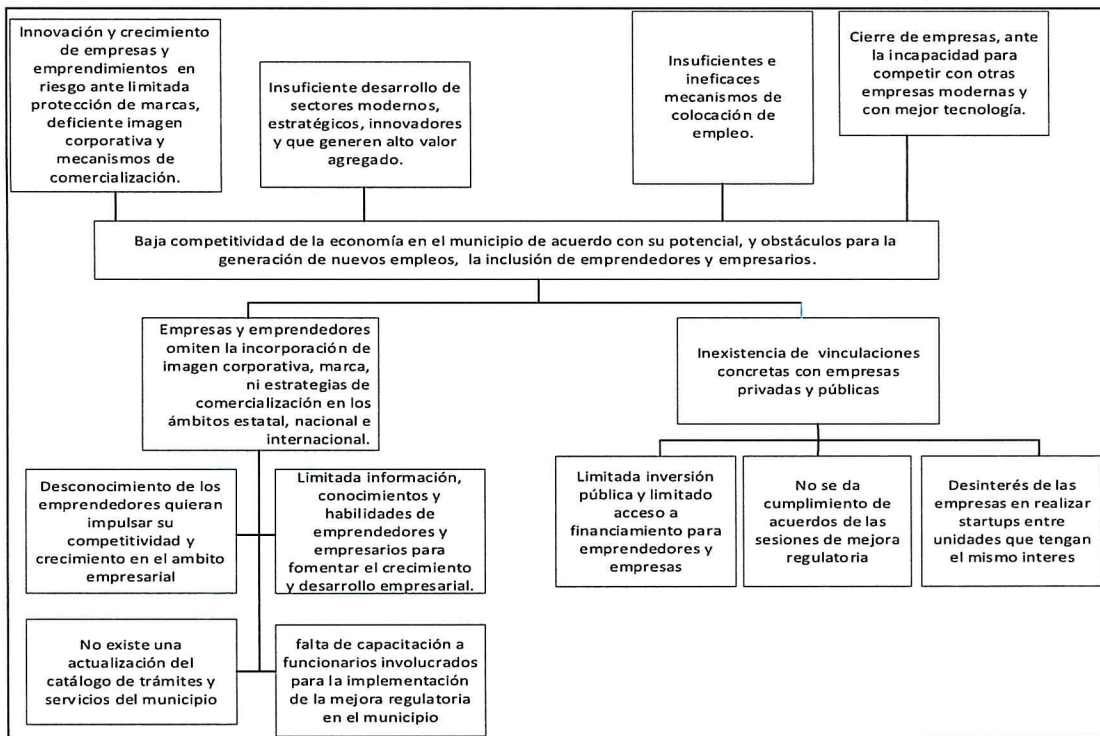 Innovación y crecimiento
de empresas y
emprendimientos en
riesgo ante limitada
protección de marcas,
deficiente imagen
corporativa y
mecanismos de
comercialización.
Insuficiente desarrollo de
sectores modernos,
estratégicos, innovadores
y que generen alto valor
agregado.
Insuficientes e
ineficaces
mecanismos de
colocación de
empleo.
Cierre de empresas, ante
la incapacidad para
competir con otras
empresas modernas y
con mejor tecnología.
Baja competitividad de la economía en el municipio de acuerdo con su potencial, y obstáculos para la
generación de nuevos empleos, la inclusión de emprendedores y empresarios.
Empresas y emprendedores
omiten la incorporación de
imagen corporativa, marca,
ni estrategias de
comercialización en los
ámbitos estatal, nacional e
internacional.
Inexistencia de vinculaciones
concretas con empresas
privadas y públicas
Desconocimiento de los
emprendedores quieran
impulsar su
competitividad y
crecimiento en el ambito
empresarial
Limitada información,
conocimientos y
habilidades de
emprendedores y
empresarios para
fomentar el crecimiento
y desarrollo empresarial.
Limitada inversión
pública y limitado
acceso a
financiamiento para
emprendedores y
empresas
No se da
cumplimiento de
acuerdos de las
sesiones de mejora
regulatoria
Desinterés de las
empresas en realizar
startups entre
unidades que tengan
el mismo interes
No existe una
actualización del
catálogo de trámites y
servicios del municipio
falta de capacitación a
funcionarios involucrados
para la implementación
de la mejora regulatoria
en el municipio